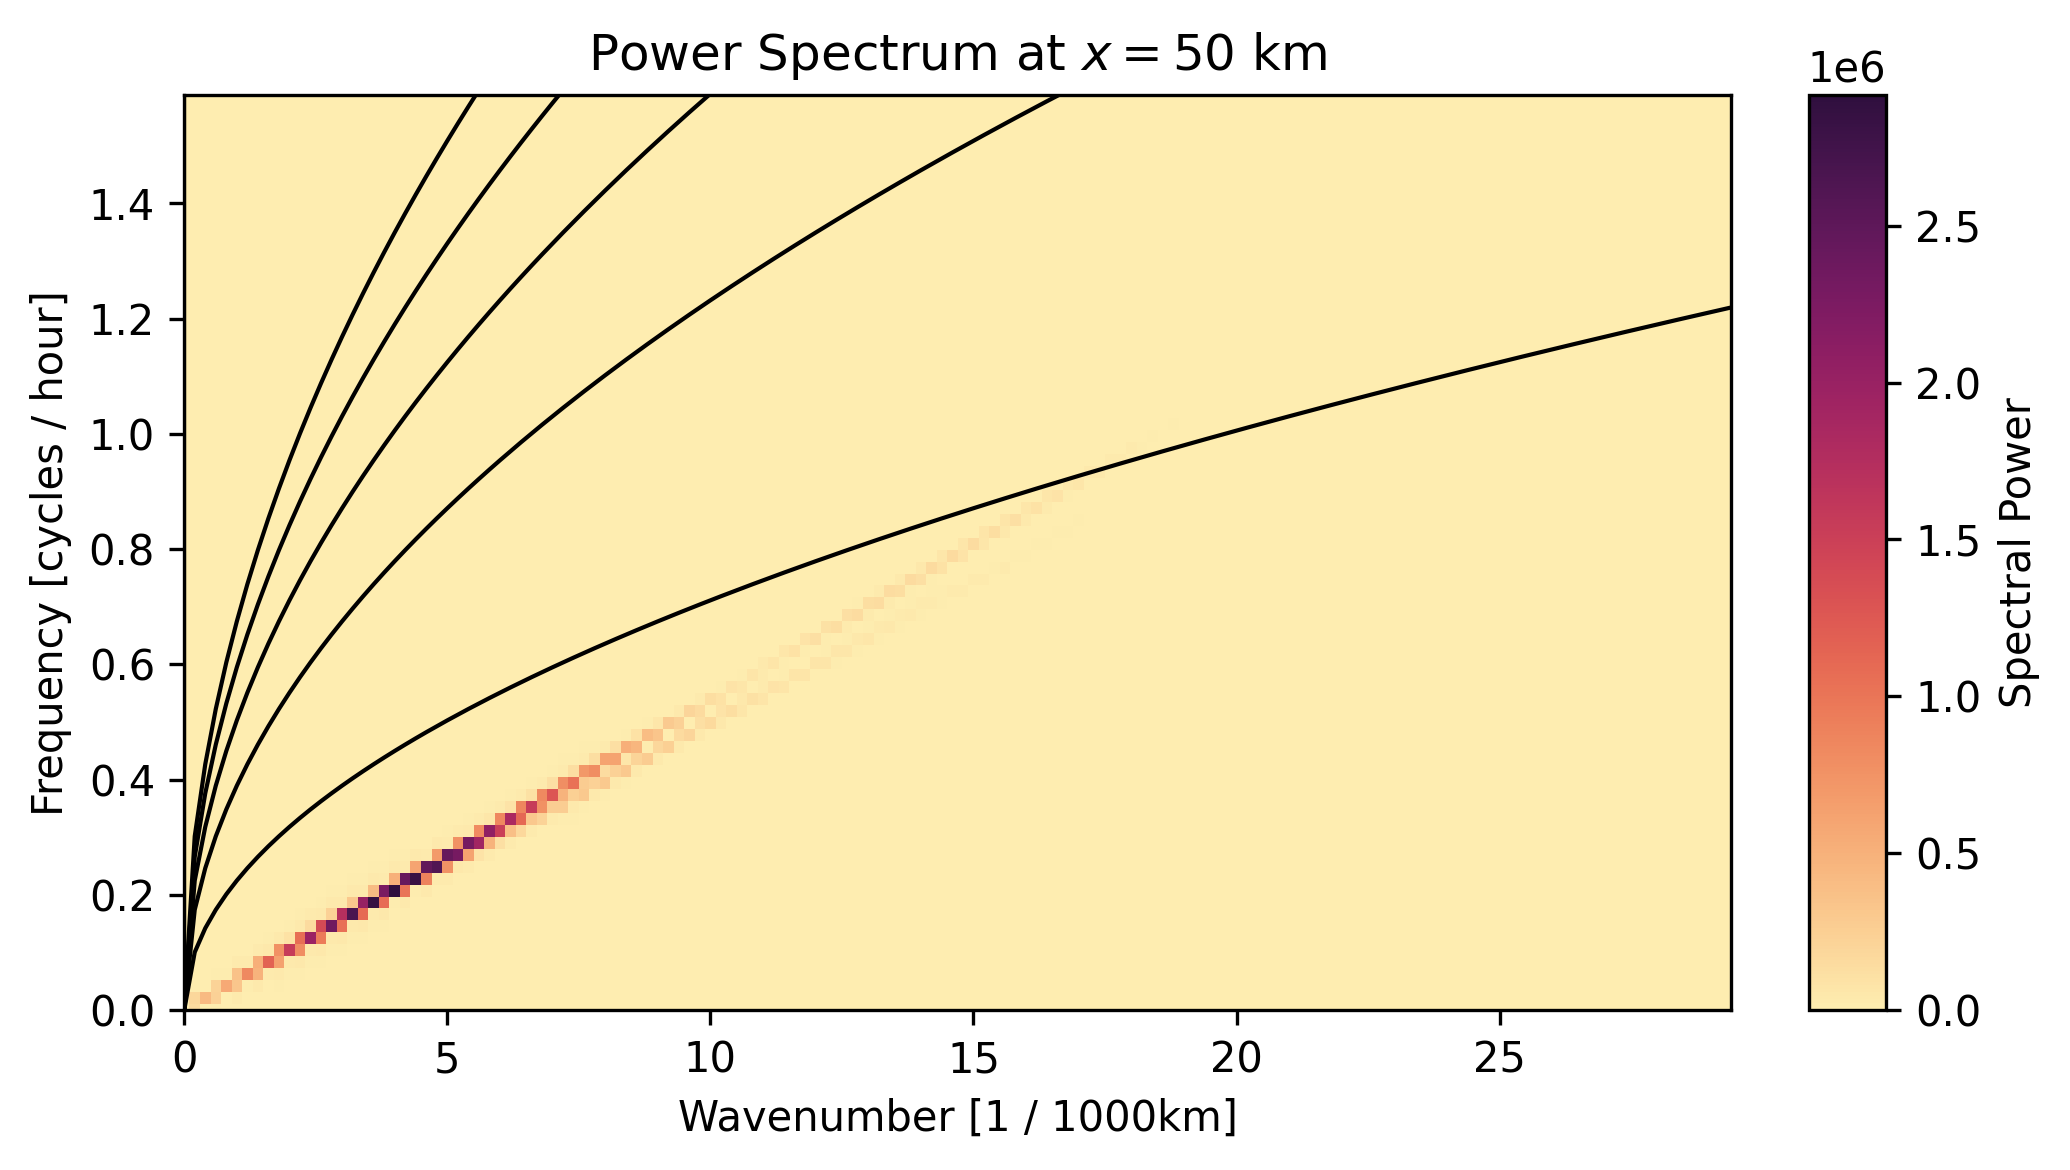 Power Spectrum at x = 50 km
1e6
Frequency [cycles / hour]
1.4
1.2
1.0
0.8
0.6
0.4
0.2
0.0
0 5 10 15 20 25
Wavenumber [1 / 1000km]
2.5
2.0
1.5
1.0
0.5
0.0
Spectral Power